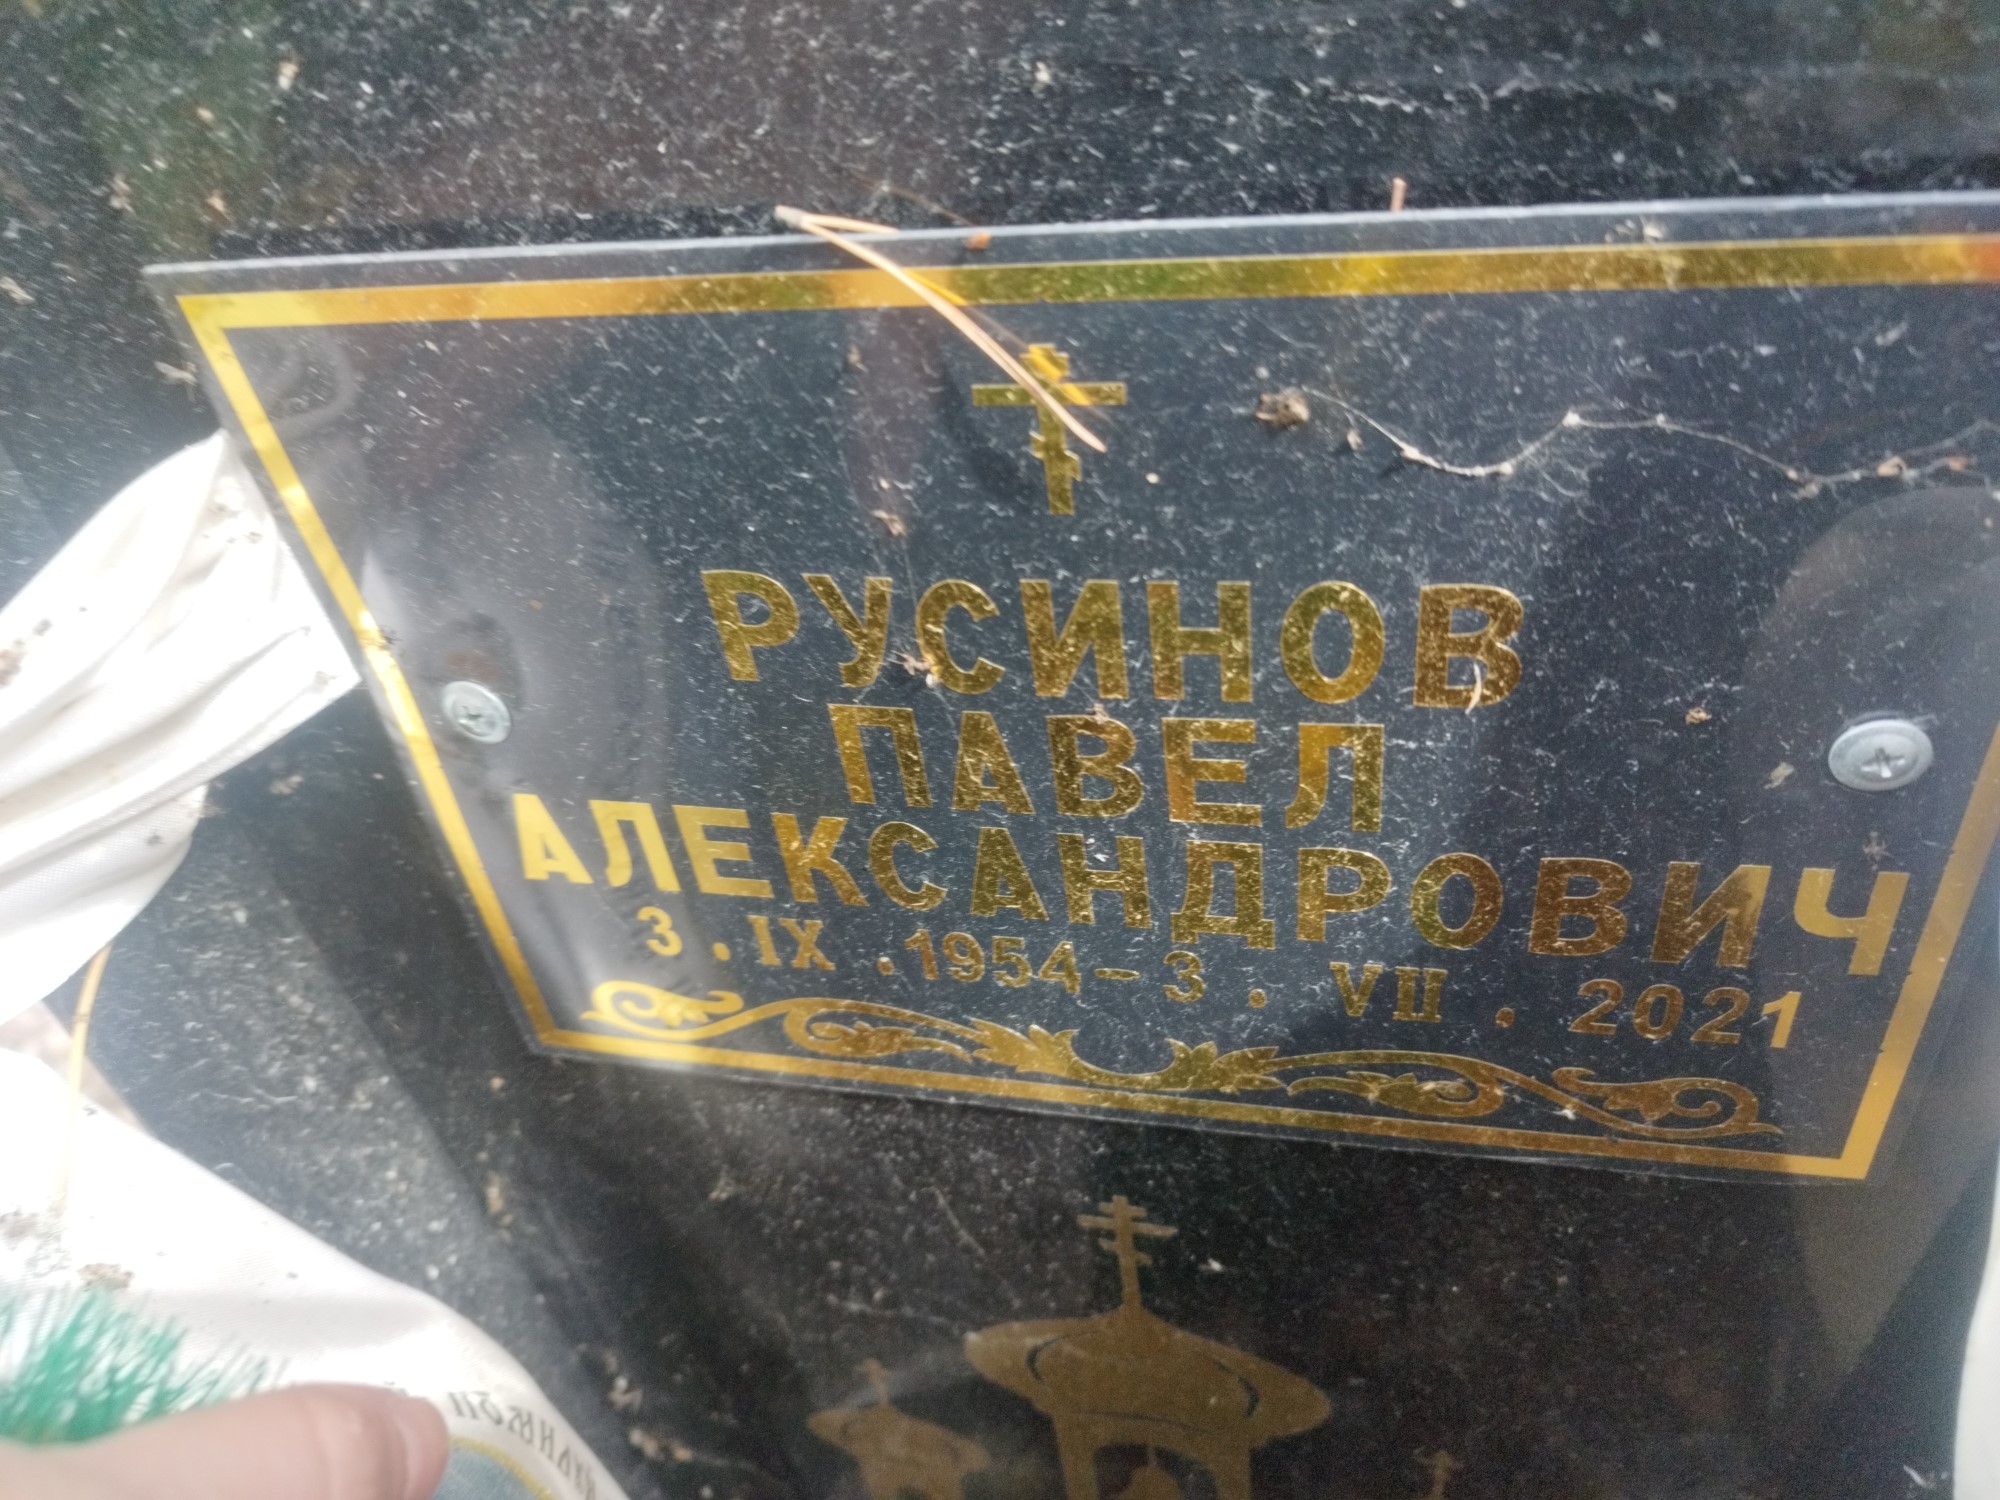 РУСИНОВ
ПАВЕЛ
АЛЕКСАНДРОВИЧ
3.IX.1954-3.VII.2021